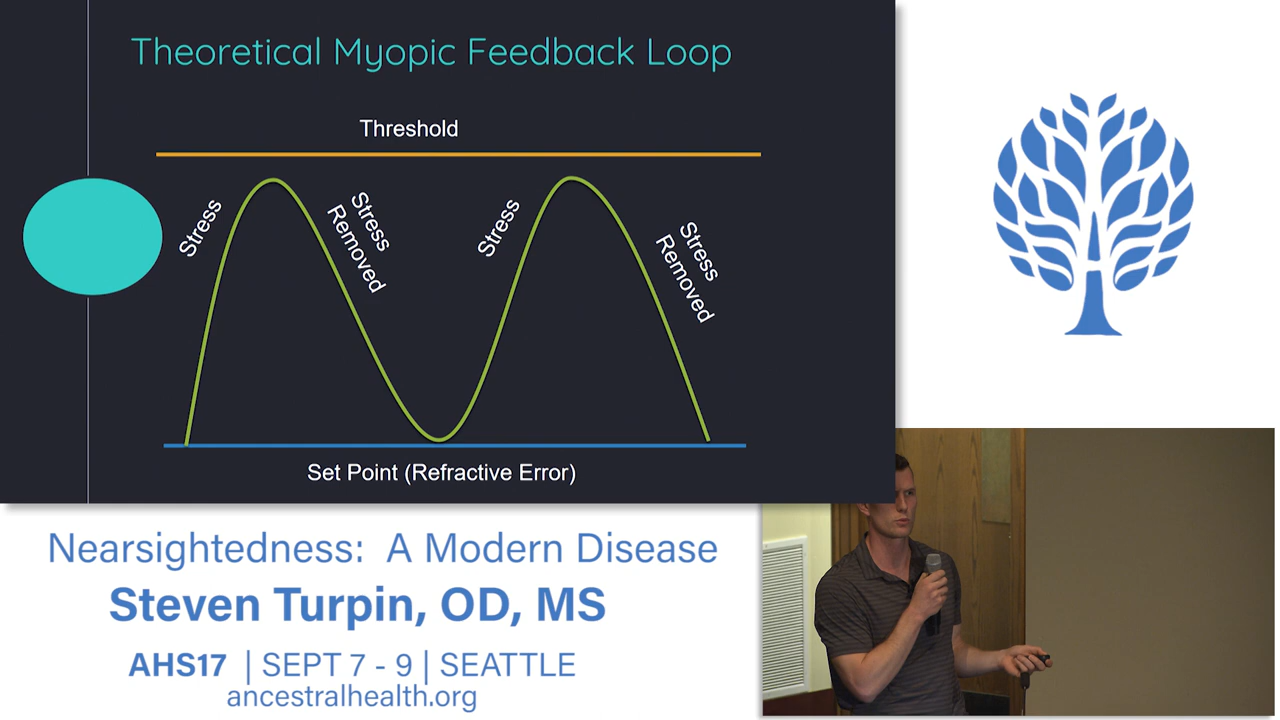 Theoretical Myopic Feedback Loop
Threshold
Stress
Stress
Removed
Stress
Stress
Removed
Set Point (Refractive Error)
Nearsightedness: A Modern Disease
Steven Turpin, OD, MS
AHS17 | SEPT 7 - 9 | SEATTLE
ancestralhealth.org